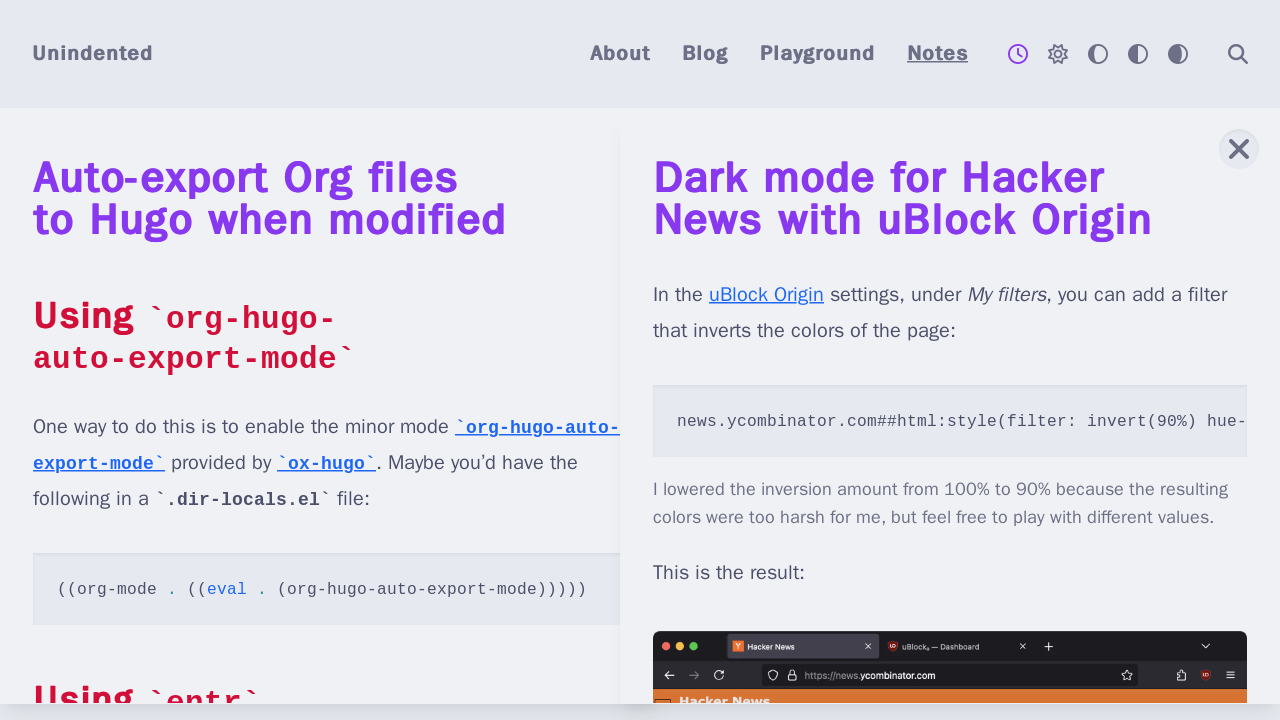 Unindented
About Blog Playground Notes
Auto-export Org files
to Hugo when modified
Using `org-hugo-
auto-export-mode`
One way to do this is to enable the minor mode `org-hugo-auto-
export-mode` provided by `ox-hugo`. Maybe you’d have the
following in a `.dir-locals.el` file:
((org-mode . ((eval . (org-hugo-auto-export-mode)))))
Using `entr`
Dark mode for Hacker
News with uBlock Origin
In the uBlock Origin settings, under My filters, you can add a filter
that inverts the colors of the page:
news.ycombinator.com##html:style(filter: invert(90%) hue-
I lowered the inversion amount from 100% to 90% because the resulting
colors were too harsh for me, but feel free to play with different values.
This is the result:
Hacker News
uBlock₀ — Dashboard
https://news.ycombinator.com
Hacker News